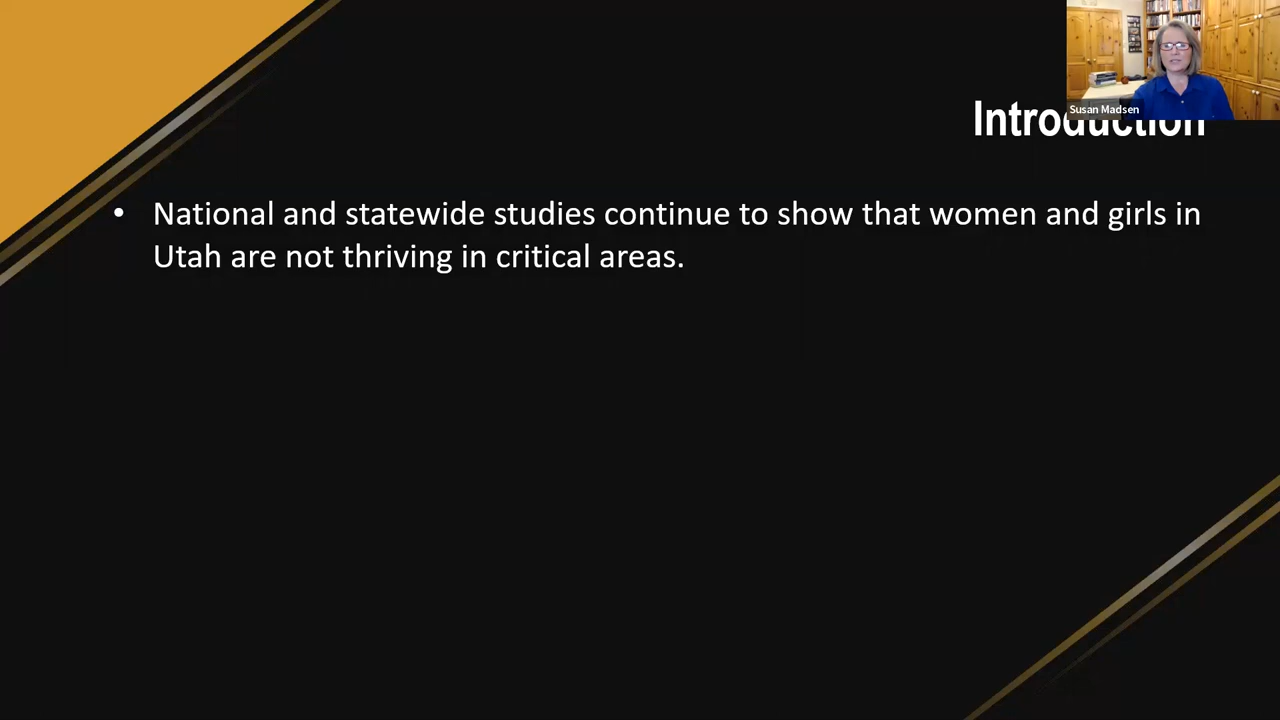 Susan Madsen
Introduction
• National and statewide studies continue to show that women and girls in
Utah are not thriving in critical areas.